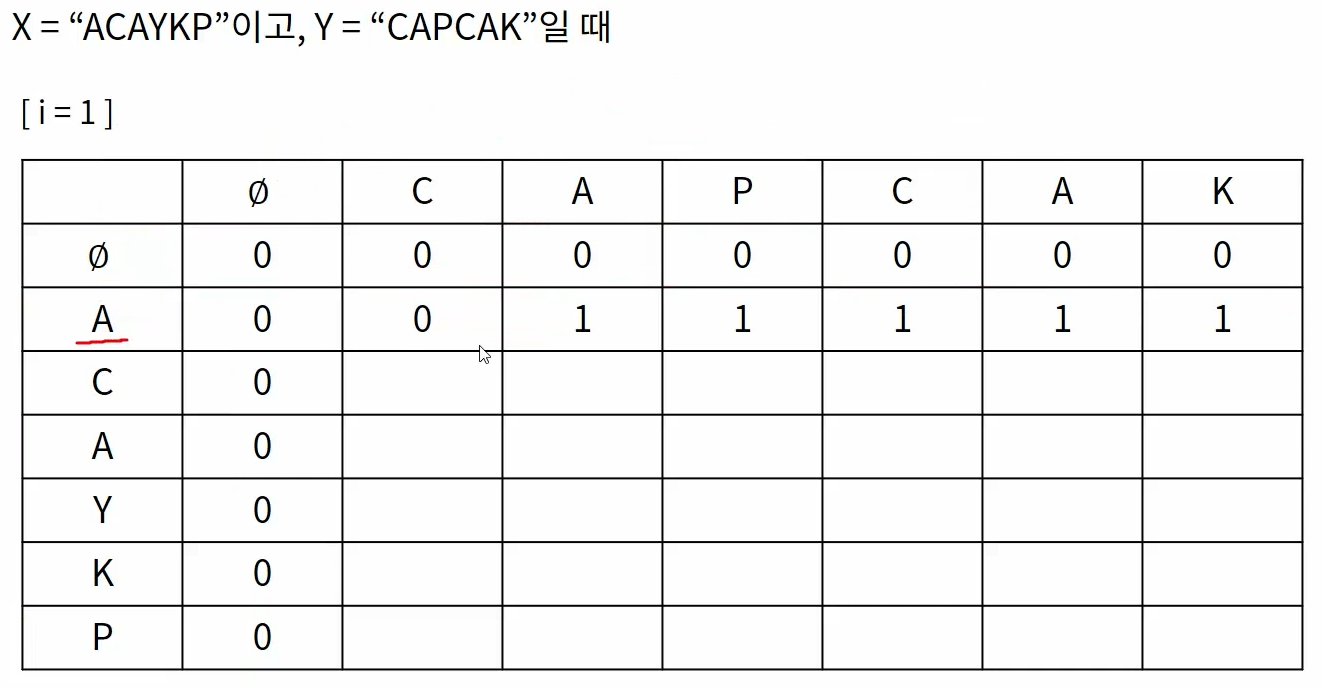 X = “ACAYKP”이고, Y = “CAPCAK”일 때
[ i = 1 ]
∅ C A P C A K
∅ 0 0 0 0 0 0 0
A 0 0 1 1 1 1 1
C 0
A 0
Y 0
K 0
P 0